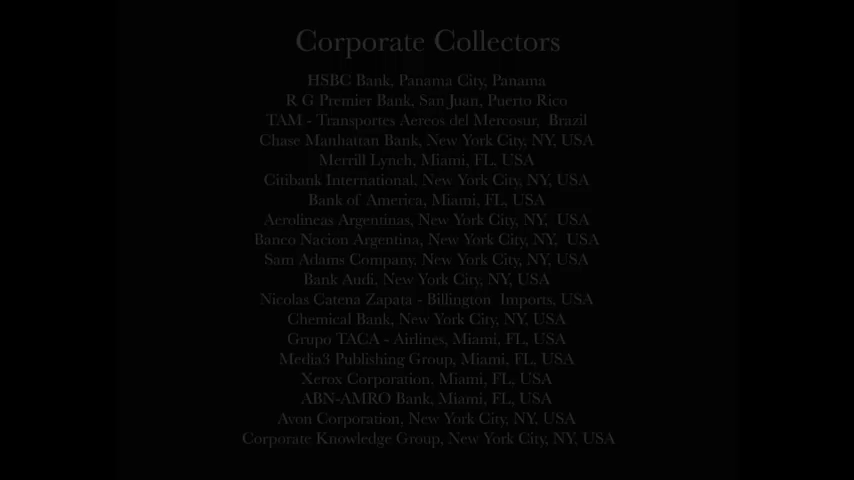 Corporate Collectors
HSBC Bank, Panama City, Panama
R G Premier Bank, San Juan, Puerto Rico
TAM - Transportes Aereos del Mercosur, Brazil
Chase Manhattan Bank, New York City, NY, USA
Merrill Lynch, Miami, FL, USA
Citibank International, New York City, NY, USA
Bank of America, Miami, FL, USA
Aerolineas Argentinas, New York City, NY, USA
Banco Nacion Argentina, New York City, NY, USA
Sam Adams Company, New York City, NY, USA
Bank Audi, New York City, NY, USA
Nicolas Catena Zapata - Billington Imports, USA
Chemical Bank, New York City, NY, USA
Grupo TACA - Airlines, Miami, FL, USA
Media3 Publishing Group, Miami, FL, USA
Xerox Corporation, Miami, FL, USA
ABN-AMRO Bank, Miami, FL, USA
Avon Corporation, New York City, NY, USA
Corporate Knowledge Group, New York City, NY, USA